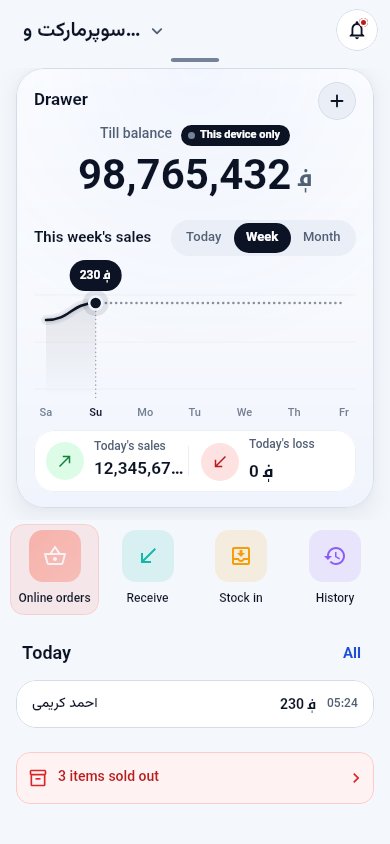 سوپرمارکت و...
Drawer
Till balance
This device only
98,765,432 ؋
This week's sales
Today
Week
Month
230 ؋
Sa Su Mo Tu We Th Fr
Today's sales
12,345,67...
Today's loss
0 ؋
Online orders
Receive
Stock in
History
Today
All
احمد کریمی
230 ؋
05:24
3 items sold out